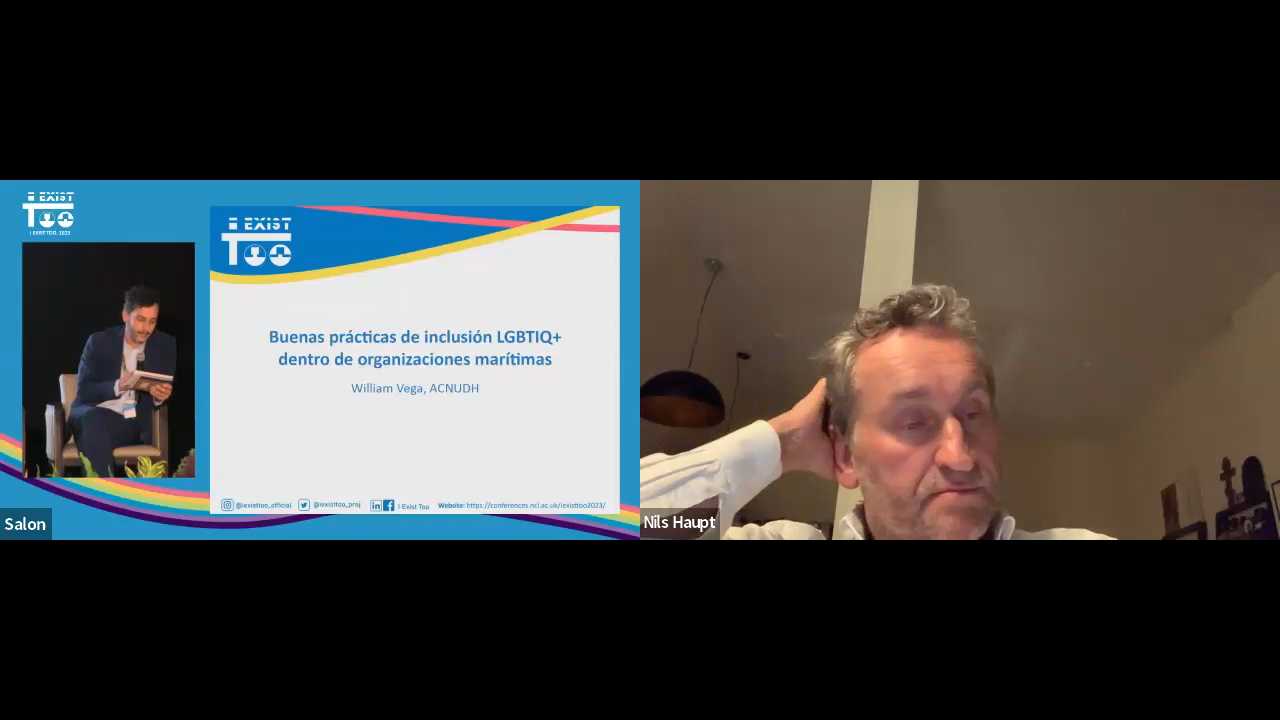 I EXIST
TOO
I EXIST TOO, 2023
I EXIST
TOO
Buenas prácticas de inclusión LGBTIQ+
dentro de organizaciones marítimas
William Vega, ACNUDH
@iexisttoo_official @iexisttoo_proj I Exist Too Website: https://conferences.ncl.ac.uk/iexisttoo2023/
Salon
Nils Haupt